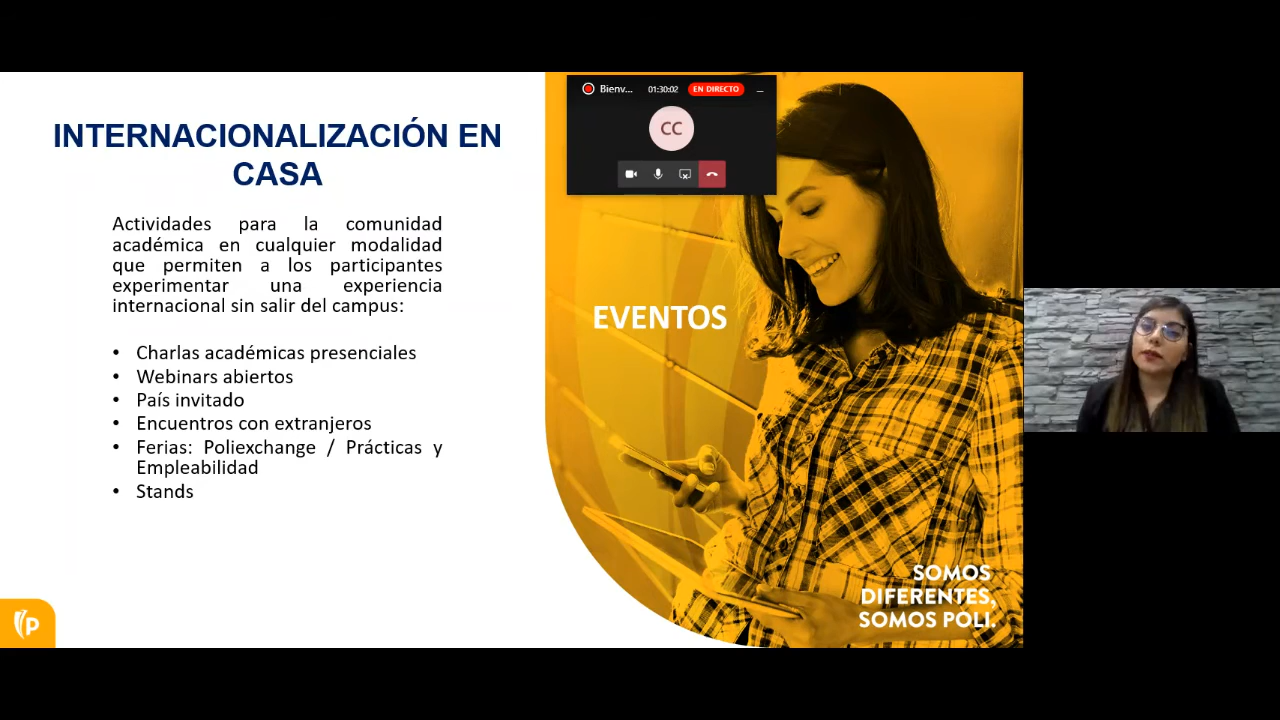 INTERNACIONALIZACIÓN EN
CASA
Actividades para la comunidad
académica en cualquier modalidad
que permiten a los participantes
experimentar una experiencia
internacional sin salir del campus:
• Charlas académicas presenciales
• Webinars abiertos
• País invitado
• Encuentros con extranjeros
• Ferias: Poliexchange / Prácticas y
Empleabilidad
• Stands
P
Bienv... 01:30:02 EN DIRECTO
CC
EVENTOS
SOMOS
DIFERENTES,
SOMOS POLI.